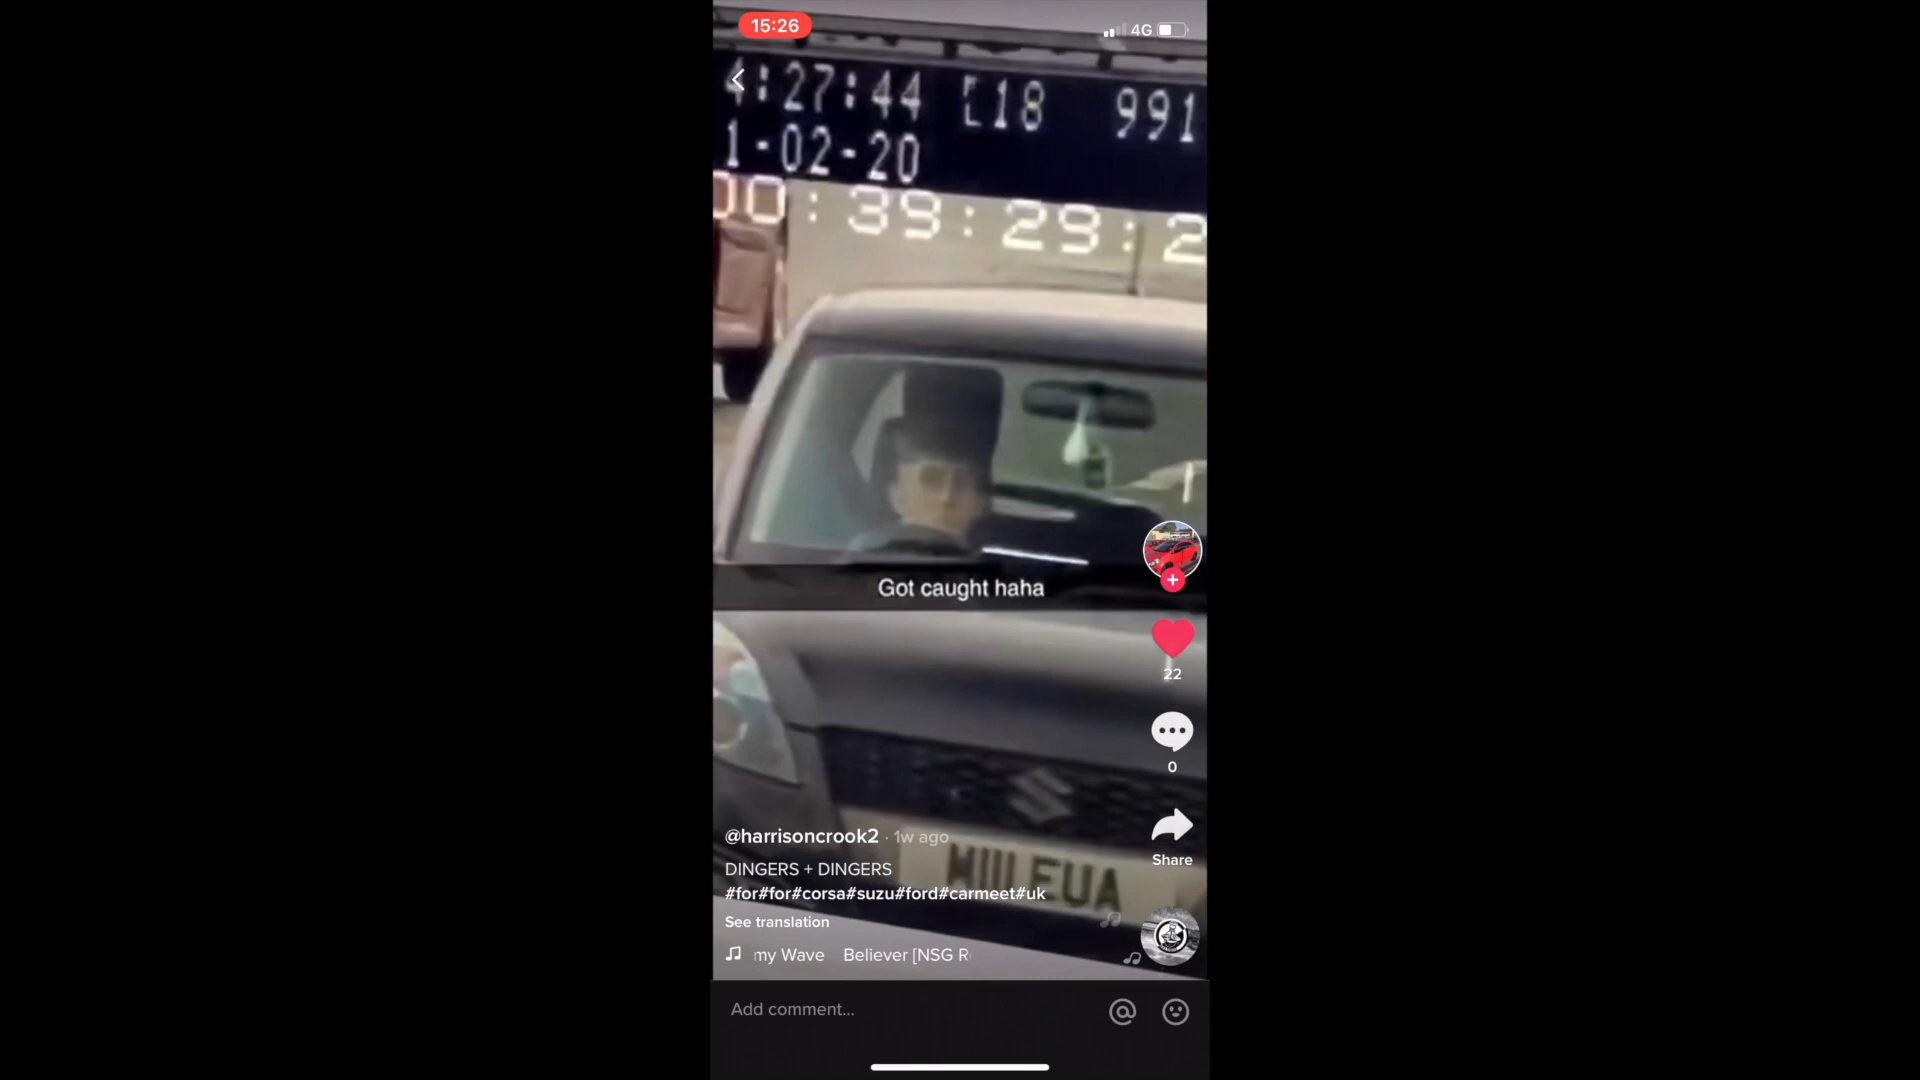 15:26
4G
4:27:44 [18 991
1-02-20
00:39:29:2
Got caught haha
22
0
@harrisoncrook2 · 1w ago
Share
DINGERS + DINGERS
#for#for#corsa#suzu#ford#carmeet#uk
See translation
my Wave Believer [NSG R
Add comment...